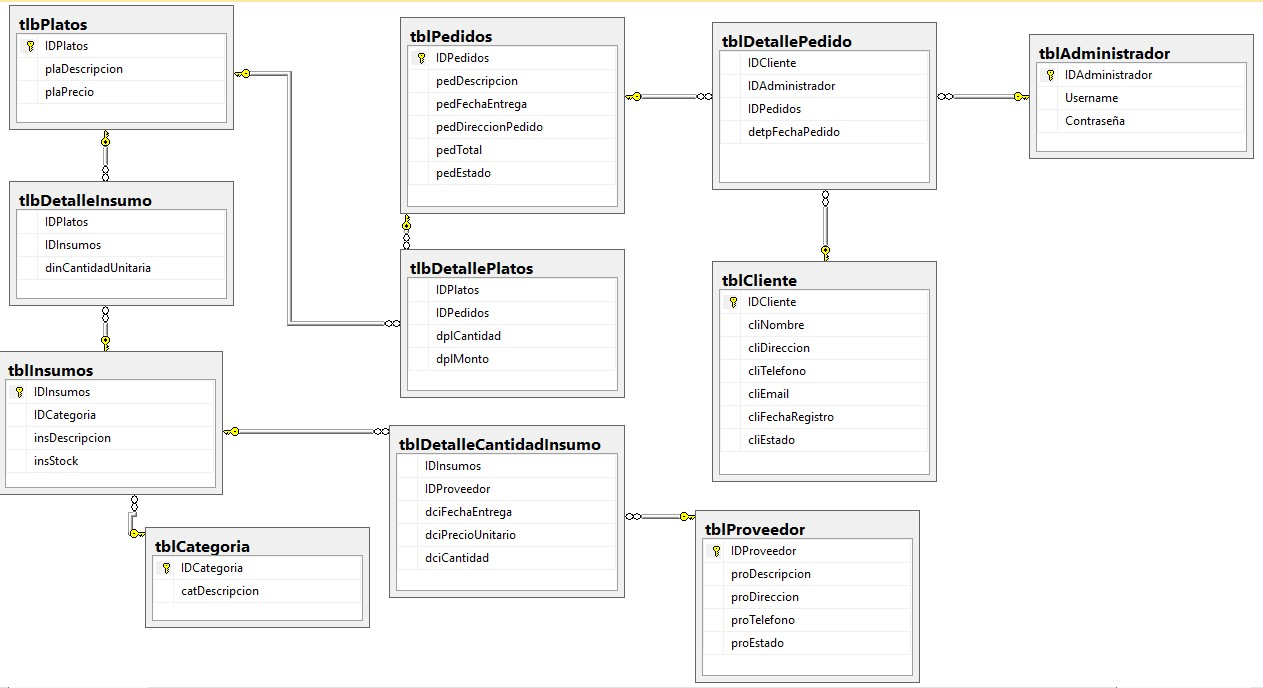 tlbPlatos
IDPlatos
plaDescripcion
plaPrecio
tlbDetalleInsumo
IDPlatos
IDInsumos
dinCantidadUnitaria
tblInsumos
IDInsumos
IDCategoria
insDescripcion
insStock
tblCategoria
IDCategoria
catDescripcion
tblPedidos
IDPedidos
pedDescripcion
pedFechaEntrega
pedDireccionPedido
pedTotal
pedEstado
tlbDetallePlatos
IDPlatos
IDPedidos
dplCantidad
dplMonto
tblDetalleCantidadInsumo
IDInsumos
IDProveedor
dciFechaEntrega
dciPrecioUnitario
dciCantidad
tblDetallePedido
IDCliente
IDAdministrador
IDPedidos
detpFechaPedido
tblCliente
IDCliente
cliNombre
cliDireccion
cliTelefono
cliEmail
cliFechaRegistro
cliEstado
tblProveedor
IDProveedor
proDescripcion
proDireccion
proTelefono
proEstado
tblAdministrador
IDAdministrador
Username
Contraseña